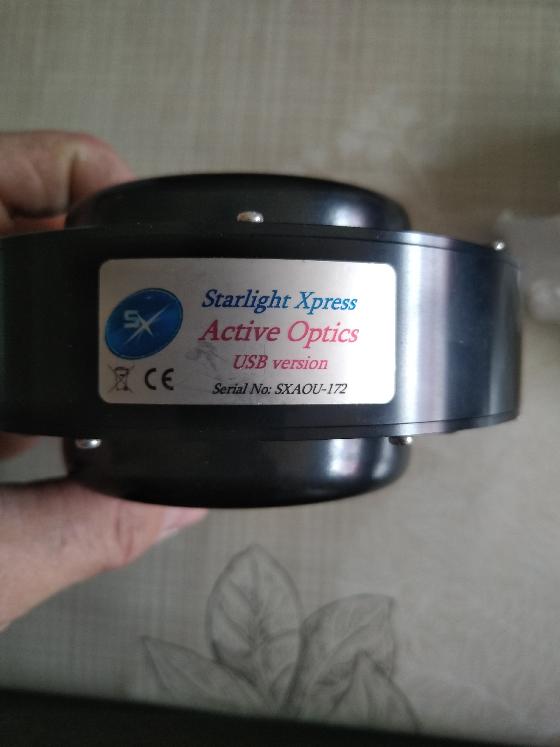 SX
Starlight Xpress
Active Optics
USB version
CE
Serial No: SXAOU-172